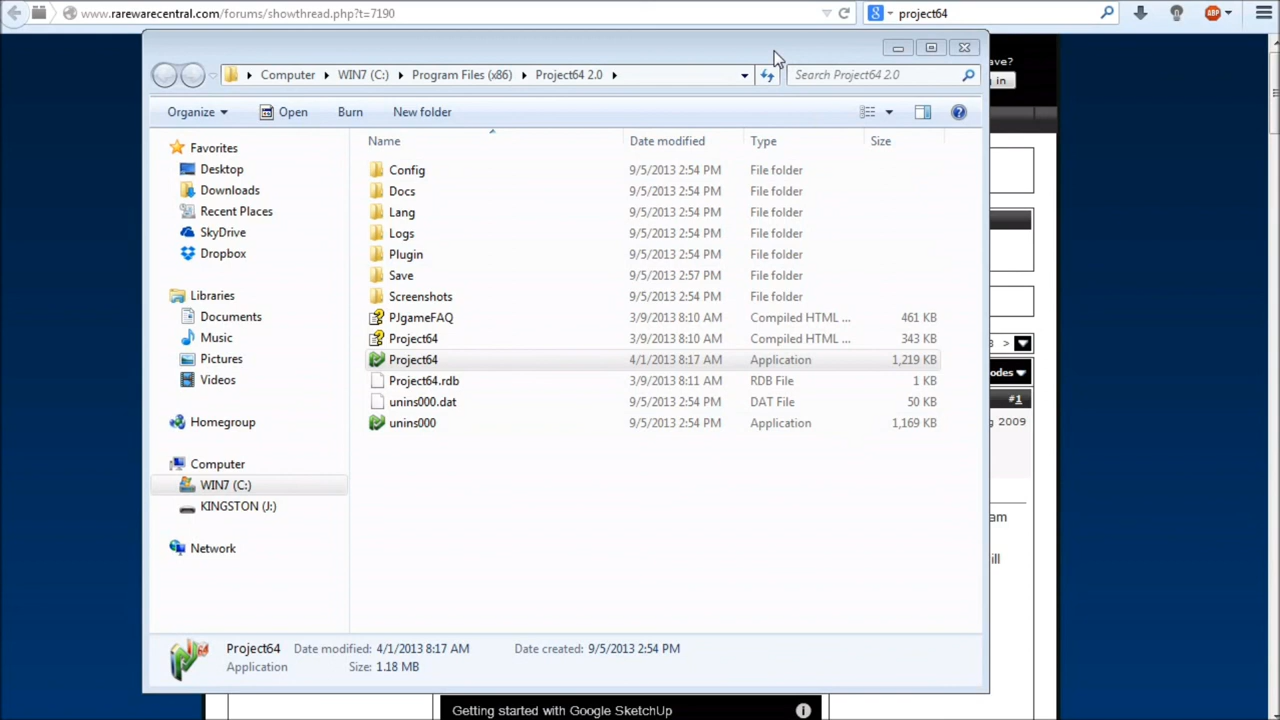 www.rarewarecentral.com/forums/showthread.php?t=7190
project64
ABP
Computer
WIN7 (C:)
Program Files (x86)
Project64 2.0
Search Project64 2.0
ave?
in
Organize
Open
Burn
New folder
Name
Date modified
Type
Size
Favorites
Desktop
Downloads
Recent Places
SkyDrive
Dropbox
Libraries
Documents
Music
Pictures
Videos
Homegroup
Computer
WIN7 (C:)
KINGSTON (J:)
Network
Config 9/5/2013 2:54 PM File folder
Docs 9/5/2013 2:54 PM File folder
Lang 9/5/2013 2:54 PM File folder
Logs 9/5/2013 2:54 PM File folder
Plugin 9/5/2013 2:54 PM File folder
Save 9/5/2013 2:57 PM File folder
Screenshots 9/5/2013 2:54 PM File folder
PJgameFAQ 3/9/2013 8:10 AM Compiled HTML ... 461 KB
Project64 3/9/2013 8:10 AM Compiled HTML ... 343 KB
Project64 4/1/2013 8:17 AM Application 1,219 KB
Project64.rdb 3/9/2013 8:11 AM RDB File 1 KB
unins000.dat 9/5/2013 2:54 PM DAT File 50 KB
unins000 9/5/2013 2:54 PM Application 1,169 KB
3 >
odes
#1
g 2009
am
ill
Project64 Date modified: 4/1/2013 8:17 AM Date created: 9/5/2013 2:54 PM
Application Size: 1.18 MB
Getting started with Google SketchUp